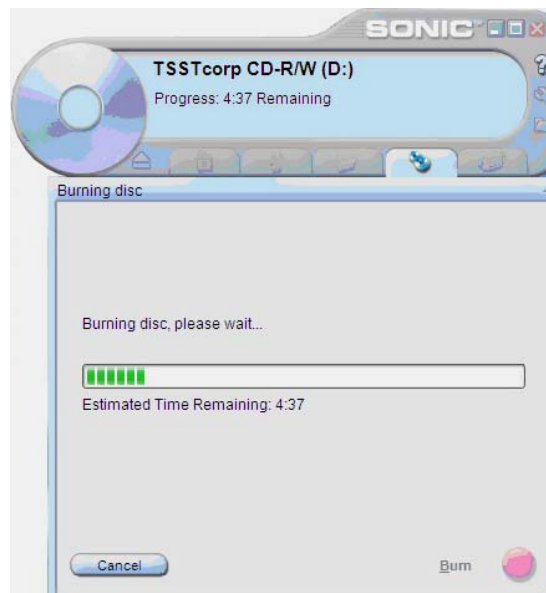 SONIC
TSSTcorp CD-R/W (D:)
Progress: 4:37 Remaining
?
Burning disc
Burning disc, please wait...
Estimated Time Remaining: 4:37
Cancel
Burn